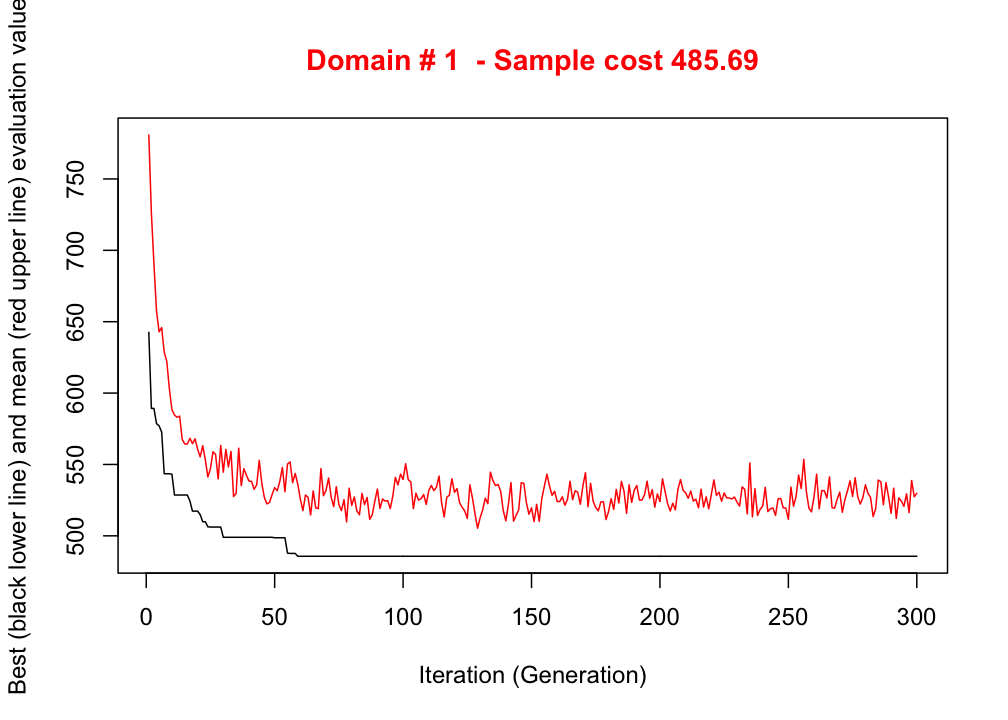 Domain # 1 - Sample cost 485.69
Best (black lower line) and mean (red upper line) evaluation value
750
700
650
600
550
500
0 50 100 150 200 250 300
Iteration (Generation)